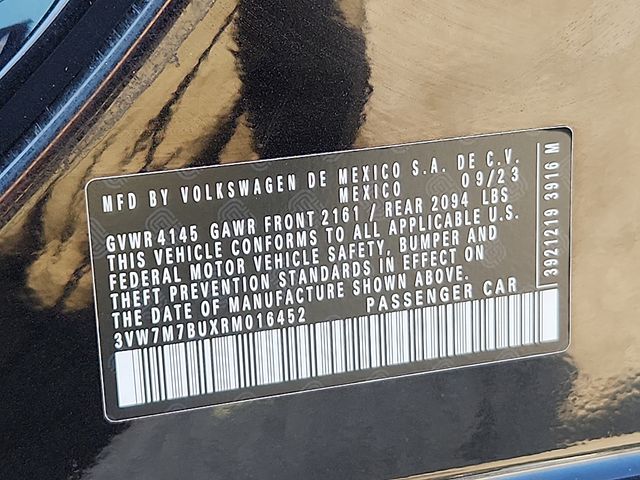 MFD BY VOLKSWAGEN DE MEXICO S.A. DE C.V.
MEXICO 09/23
GVWR 4145 GAWR FRONT 2161 / REAR 2094 LBS
THIS VEHICLE CONFORMS TO ALL APPLICABLE U.S.
FEDERAL MOTOR VEHICLE SAFETY, BUMPER AND
THEFT PREVENTION STANDARDS IN EFFECT ON
THE DATE OF MANUFACTURE SHOWN ABOVE.
3VW7M7BUXRM016452 PASSENGER CAR
3921219 3916 M